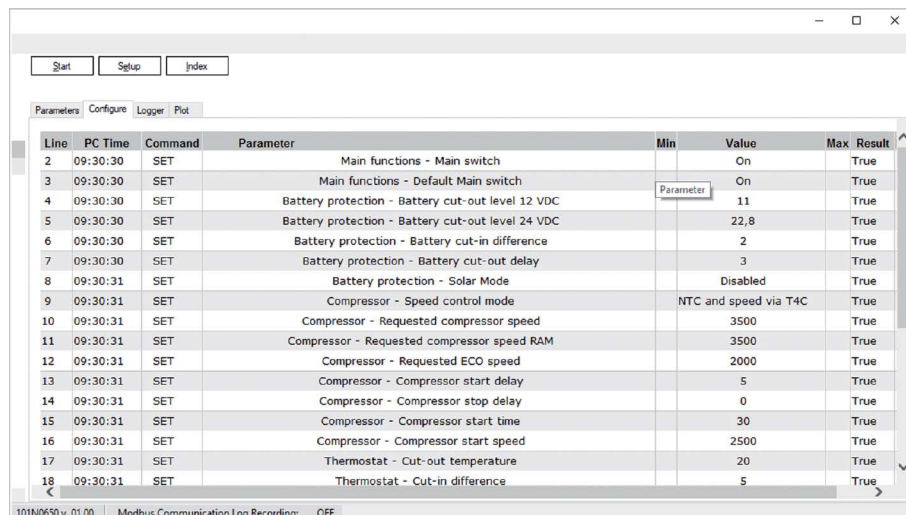 Start Setup Index
Parameters Configure Logger Plot
Line PC Time Command Parameter Min Value Max Result
2 09:30:30 SET Main functions - Main switch On True
3 09:30:30 SET Main functions - Default Main switch On True
Parameter
4 09:30:30 SET Battery protection - Battery cut-out level 12 VDC 11 True
5 09:30:30 SET Battery protection - Battery cut-out level 24 VDC 22,8 True
6 09:30:30 SET Battery protection - Battery cut-in difference 2 True
7 09:30:30 SET Battery protection - Battery cut-out delay 3 True
8 09:30:31 SET Battery protection - Solar Mode Disabled True
9 09:30:31 SET Compressor - Speed control mode NTC and speed via T4C True
10 09:30:31 SET Compressor - Requested compressor speed 3500 True
11 09:30:31 SET Compressor - Requested compressor speed RAM 3500 True
12 09:30:31 SET Compressor - Requested ECO speed 2000 True
13 09:30:31 SET Compressor - Compressor start delay 5 True
14 09:30:31 SET Compressor - Compressor stop delay 0 True
15 09:30:31 SET Compressor - Compressor start time 30 True
16 09:30:31 SET Compressor - Compressor start speed 2500 True
17 09:30:31 SET Thermostat - Cut-out temperature 20 True
18 09:30:31 SET Thermostat - Cut-in difference 5 True
101N0650 v. 01.00 Modbus Communication Log Recording: OFF